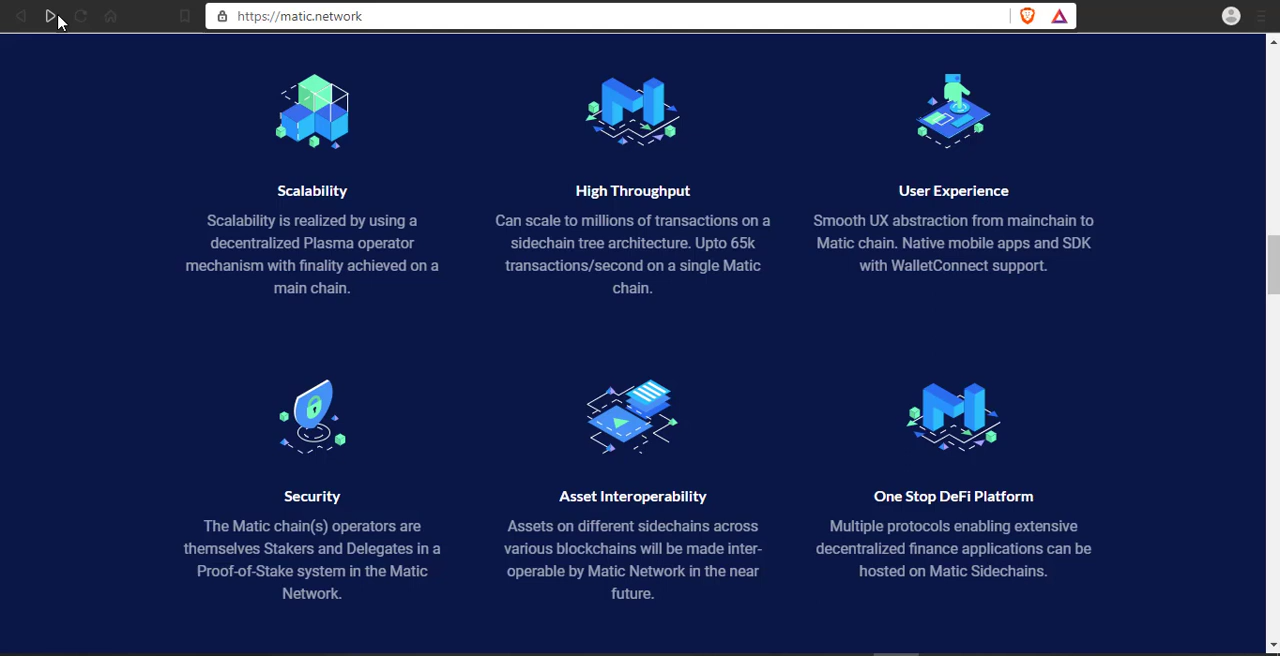 https://matic.network
Scalability
Scalability is realized by using a
decentralized Plasma operator
mechanism with finality achieved on a
main chain.
High Throughput
Can scale to millions of transactions on a
sidechain tree architecture. Upto 65k
transactions/second on a single Matic
chain.
User Experience
Smooth UX abstraction from mainchain to
Matic chain. Native mobile apps and SDK
with WalletConnect support.
Security
The Matic chain(s) operators are
themselves Stakers and Delegates in a
Proof-of-Stake system in the Matic
Network.
Asset Interoperability
Assets on different sidechains across
various blockchains will be made inter-
operable by Matic Network in the near
future.
One Stop DeFi Platform
Multiple protocols enabling extensive
decentralized finance applications can be
hosted on Matic Sidechains.